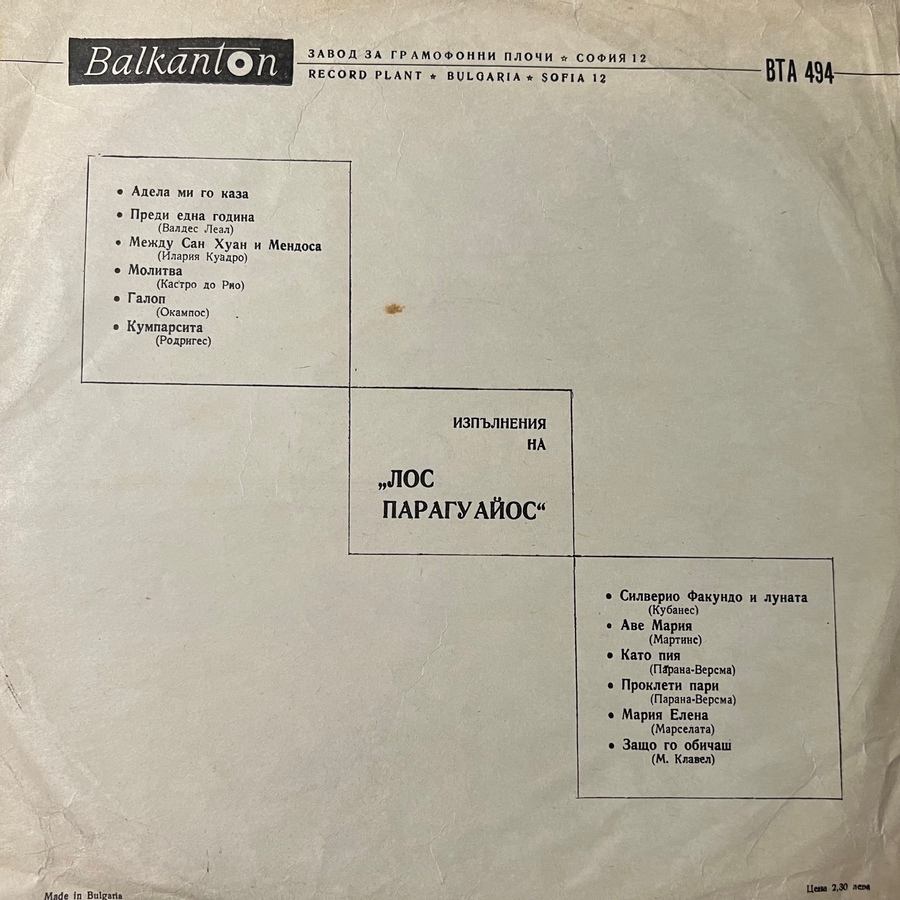 Balkanton
ЗАВОД ЗА ГРАМОФОННИ ПЛОЧИ ★ СОФИЯ 12
RECORD PLANT ★ BULGARIA ★ SOFIA 12
ВТА 494
• Адела ми го каза
• Преди една година
(Валдес Леал)
• Между Сан Хуан и Мендоса
(Илария Куадро)
• Молитва
(Кастро до Рио)
• Галоп
(Окампос)
• Кумпарсита
(Родригес)
ИЗПЪЛНЕНИЯ
НА
„ЛОС
ПАРАГУАЙОС“
• Силверио Факундо и луната
(Кубанес)
• Аве Мария
(Мартинс)
• Като пия
(Парана-Версма)
• Проклети пари
(Парана-Версма)
• Мария Елена
(Марселата)
• Защо го обичаш
(М. Клавел)
Made in Bulgaria
Цена 2,30 лева